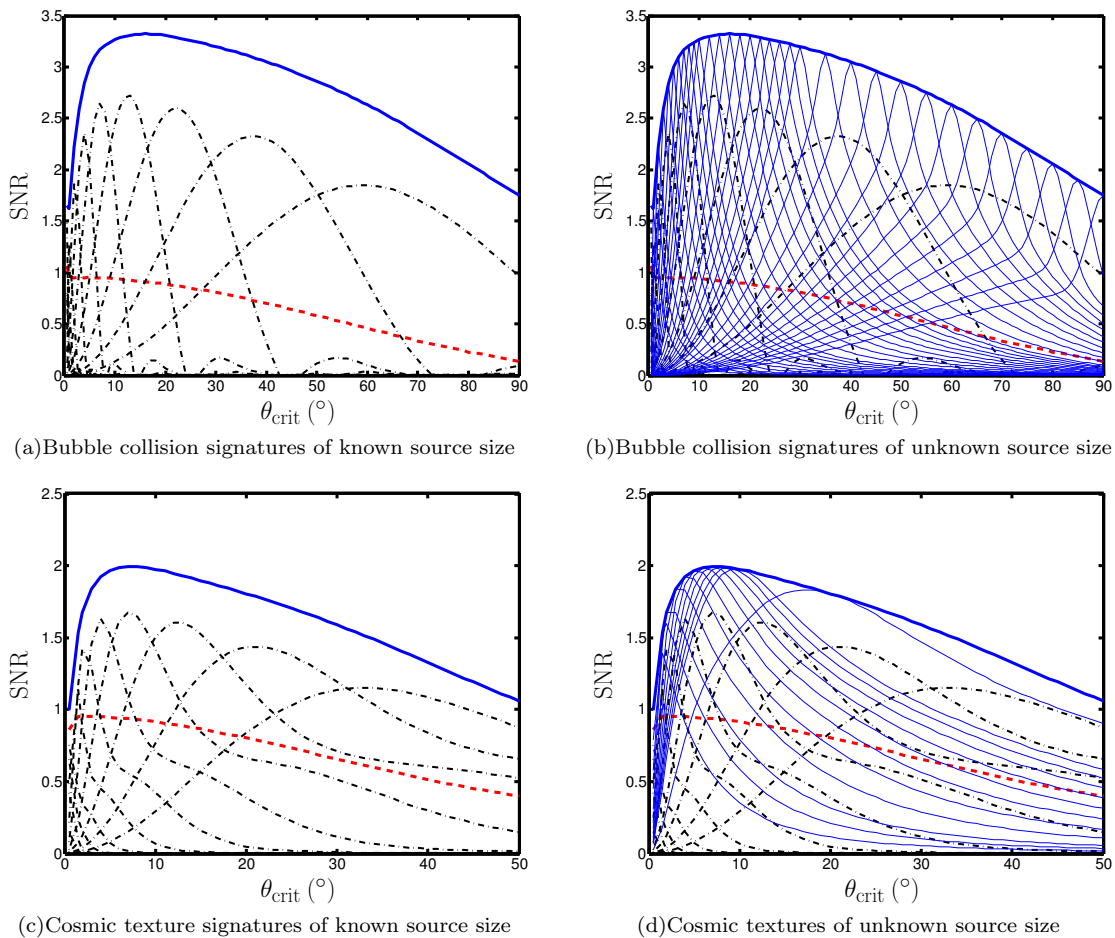 SNR
4
3.5
3
2.5
2
1.5
1
0.5
0
0 10 20 30 40 50 60 70 80 90
θcrit (°)
(a)Bubble collision signatures of known source size
SNR
4
3.5
3
2.5
2
1.5
1
0.5
0
0 10 20 30 40 50 60 70 80 90
θcrit (°)
(b)Bubble collision signatures of unknown source size
SNR
2.5
2
1.5
1
0.5
0
0 10 20 30 40 50
θcrit (°)
(c)Cosmic texture signatures of known source size
SNR
2.5
2
1.5
1
0.5
0
0 10 20 30 40 50
θcrit (°)
(d)Cosmic textures of unknown source size